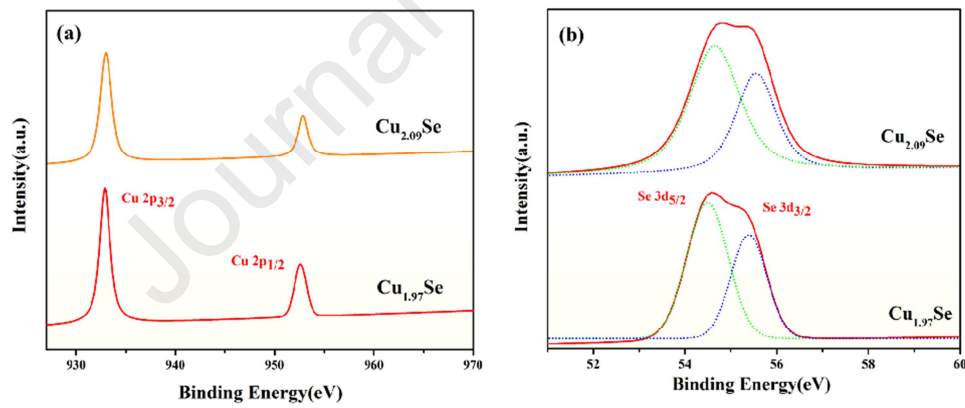 (a)
Cu₂.₀₉Se
Cu 2p₃/₂
Cu 2p₁/₂
Cu₁.₉₇Se
Intensity(a.u.)
930 940 950 960 970
Binding Energy(eV)
Journal
(b)
Cu₂.₀₉Se
Se 3d₅/₂
Se 3d₃/₂
Cu₁.₉₇Se
Intensity(a.u.)
52 54 56 58 60
Binding Energy(eV)